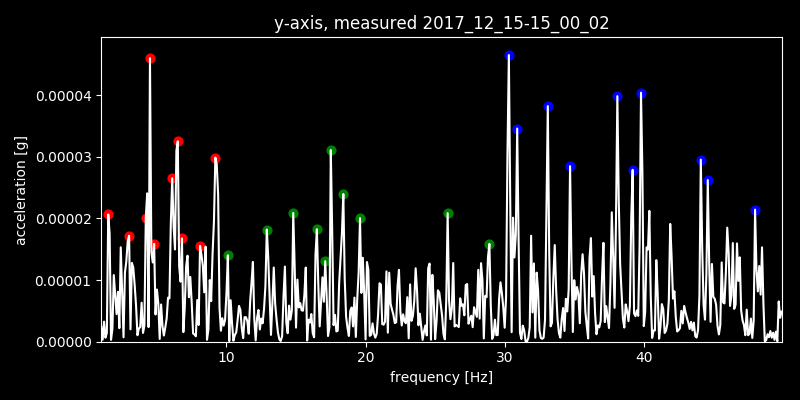 y-axis, measured 2017_12_15-15_00_02
0.00004
0.00003
0.00002
0.00001
0.00000
acceleration [g]
10 20 30 40
frequency [Hz]